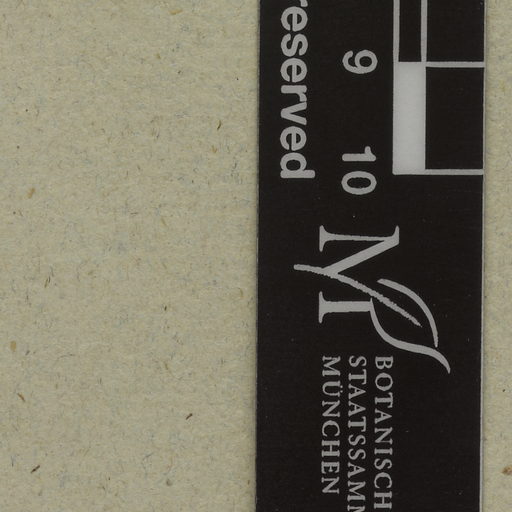 reserved
9 10
M
BOTANISCH
STAATSSAMM
MÜNCHEN